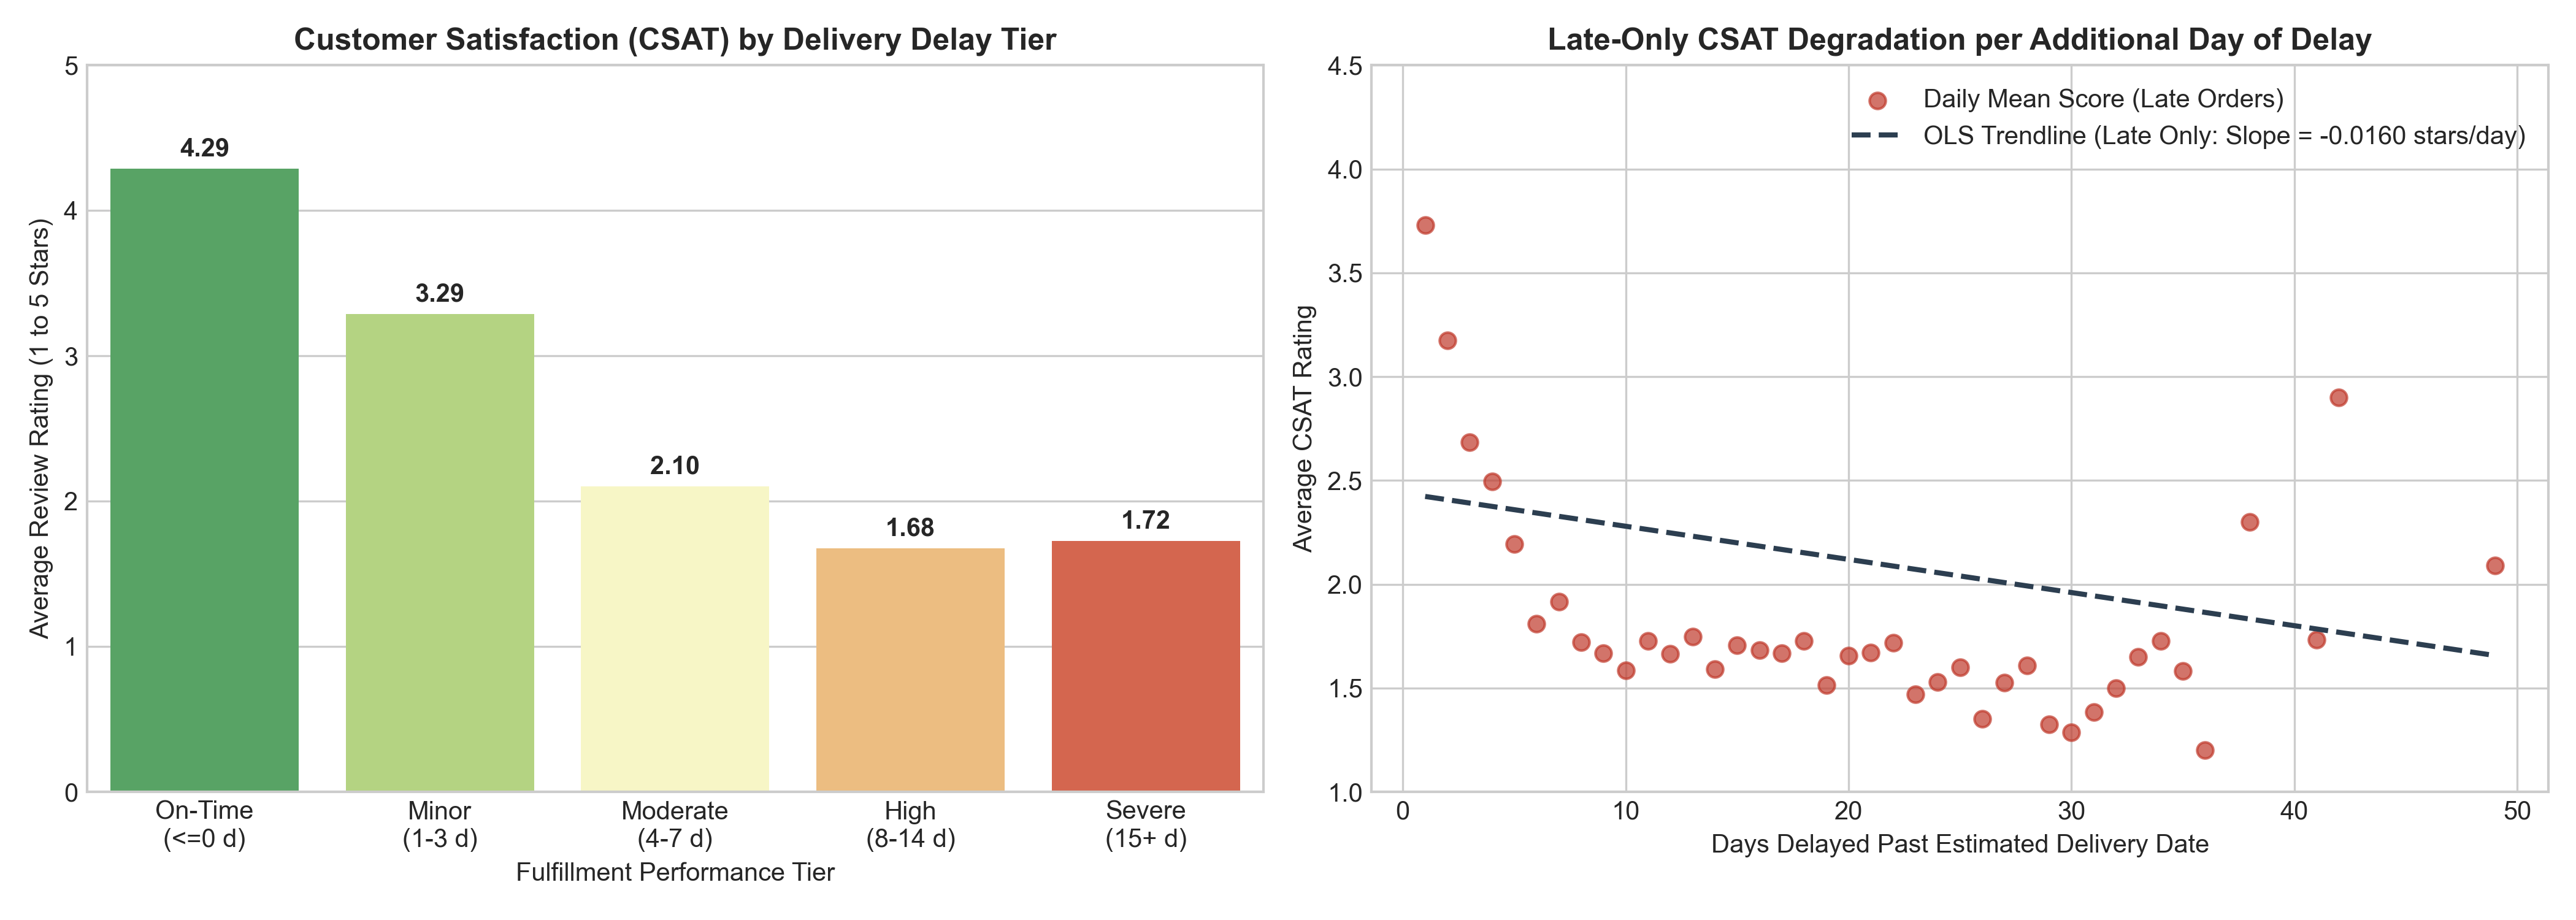 Customer Satisfaction (CSAT) by Delivery Delay Tier
Average Review Rating (1 to 5 Stars)
5
4
3
2
1
0
4.29
3.29
2.10
1.68
1.72
On-Time
(<=0 d)
Minor
(1-3 d)
Moderate
(4-7 d)
High
(8-14 d)
Severe
(15+ d)
Fulfillment Performance Tier
Late-Only CSAT Degradation per Additional Day of Delay
Average CSAT Rating
4.5
4.0
3.5
3.0
2.5
2.0
1.5
1.0
Daily Mean Score (Late Orders)
OLS Trendline (Late Only: Slope = -0.0160 stars/day)
0
10
20
30
40
50
Days Delayed Past Estimated Delivery Date